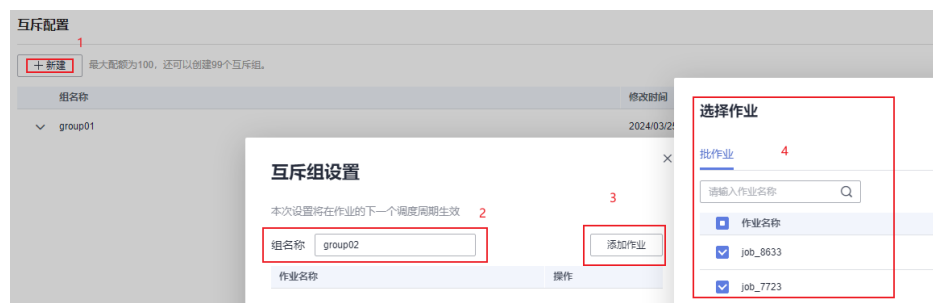 互斥配置
1
+ 新建 最大配额为100，还可以创建99个互斥组。
组名称 修改时间
group01 2024/03/25
选择作业
批作业 4
请输入作业名称
作业名称
job_8633
job_7723
互斥组设置
本次设置将在作业的下一个调度周期生效
2
3
组名称 group02 添加作业
作业名称 操作